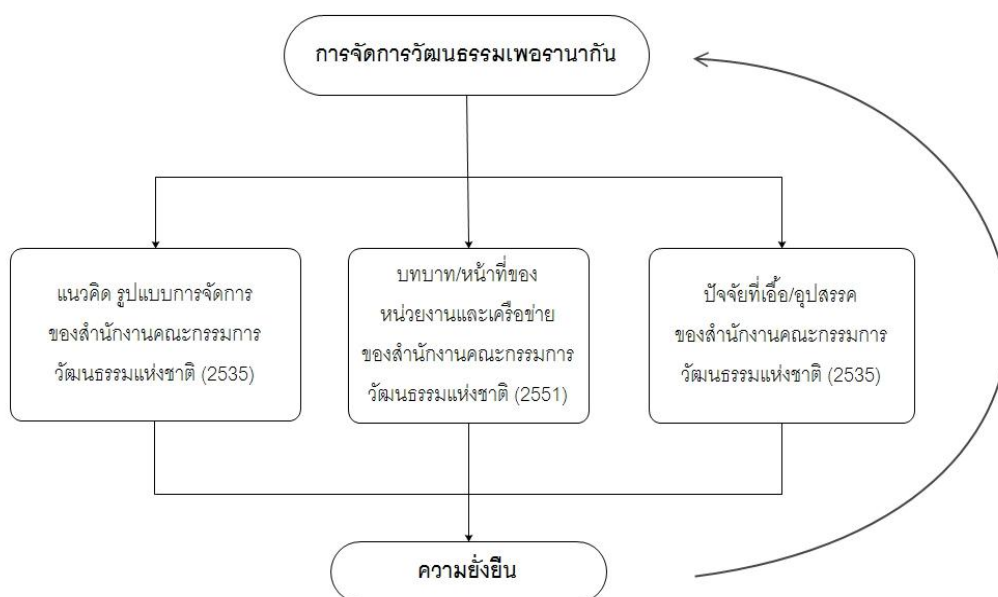 การจัดการวัฒนธรรมเพอรานากัน
แนวคิด รูปแบบการจัดการ
ของสำนักงานคณะกรรมการ
วัฒนธรรมแห่งชาติ (2535)
บทบาท/หน้าที่ของ
หน่วยงานและเครือข่าย
ของสำนักงานคณะกรรมการ
วัฒนธรรมแห่งชาติ (2551)
ปัจจัยที่เอื้อ/อุปสรรค
ของสำนักงานคณะกรรมการ
วัฒนธรรมแห่งชาติ (2535)
ความยั่งยืน